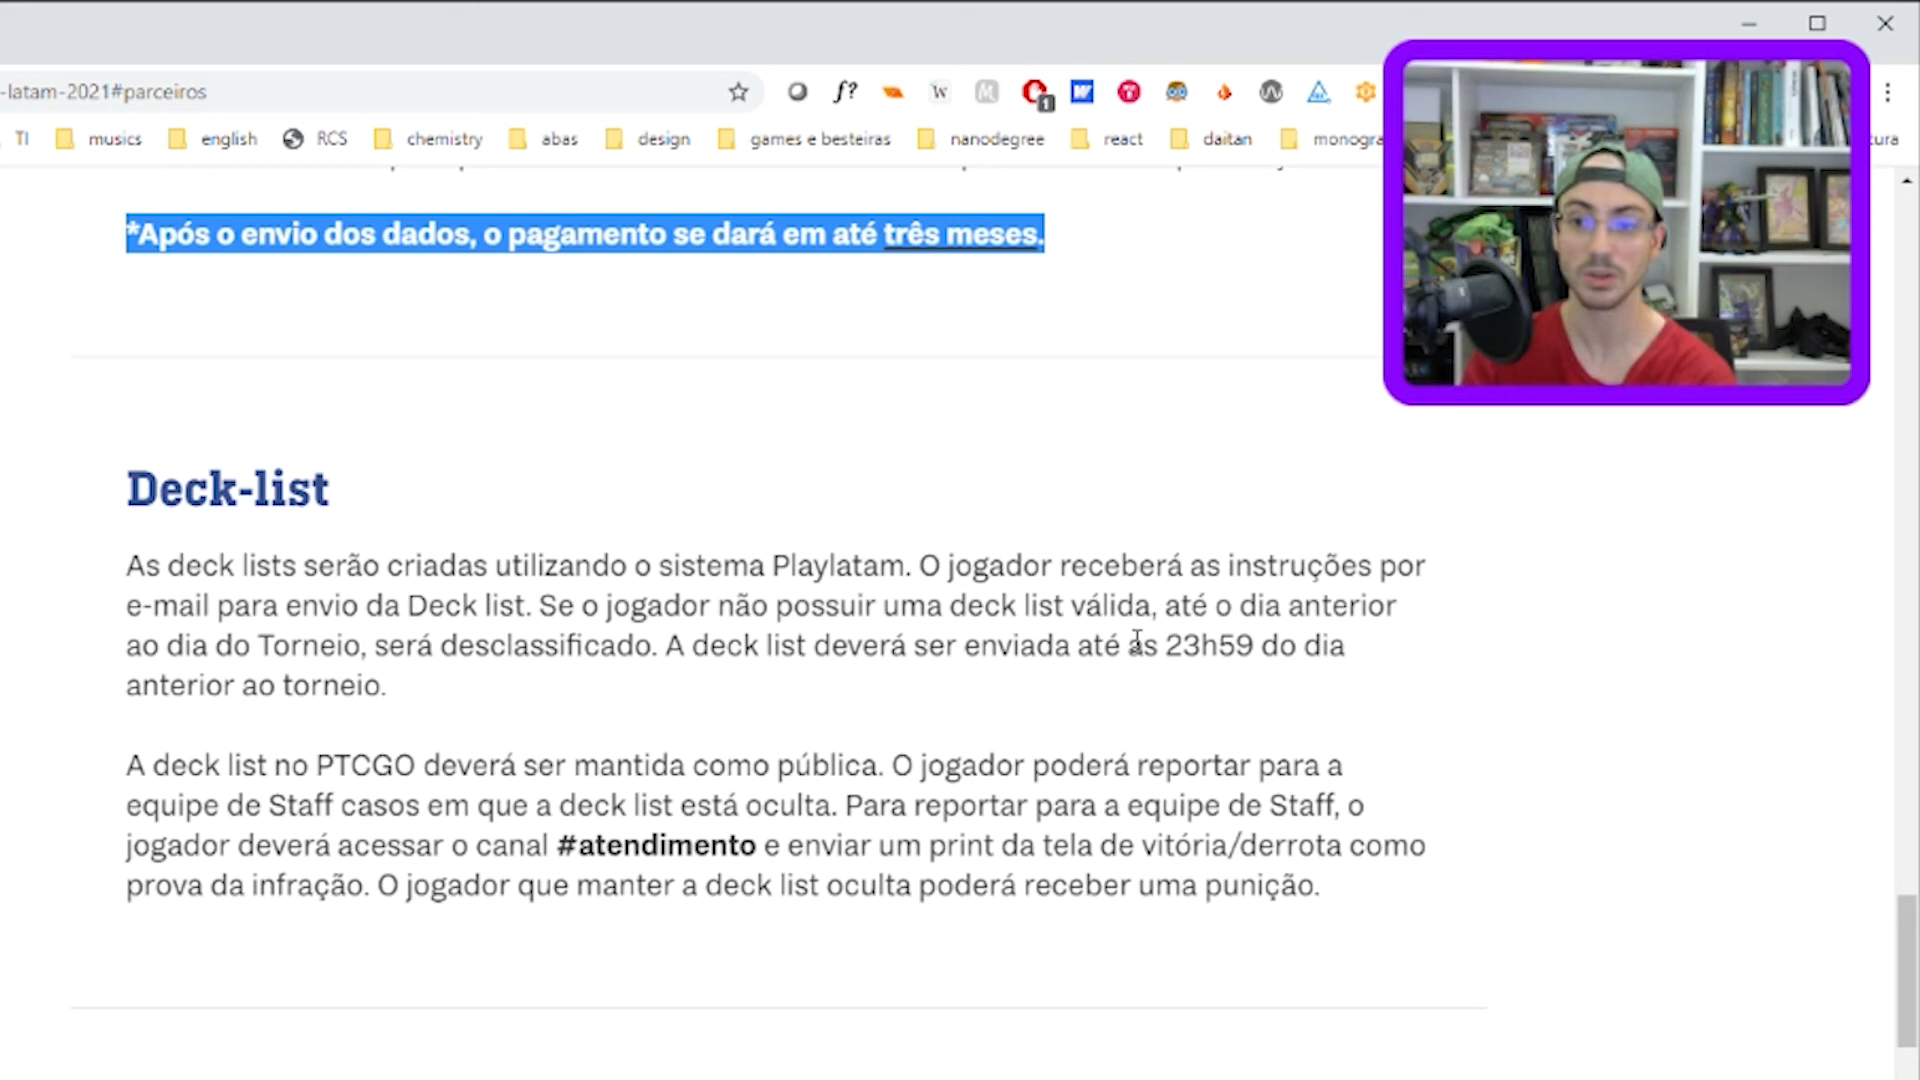 -latam-2021#parceiros
f?
W
M
1
TI
musics
english
RCS
chemistry
abas
design
games e besteiras
nanodegree
react
daitan
monogra
tura
*Após o envio dos dados, o pagamento se dará em até três meses.
Deck-list
As deck lists serão criadas utilizando o sistema Playlatam. O jogador receberá as instruções por
e-mail para envio da Deck list. Se o jogador não possuir uma deck list válida, até o dia anterior
ao dia do Torneio, será desclassificado. A deck list deverá ser enviada até às 23h59 do dia
anterior ao torneio.
A deck list no PTCGO deverá ser mantida como pública. O jogador poderá reportar para a
equipe de Staff casos em que a deck list está oculta. Para reportar para a equipe de Staff, o
jogador deverá acessar o canal #atendimento e enviar um print da tela de vitória/derrota como
prova da infração. O jogador que manter a deck list oculta poderá receber uma punição.